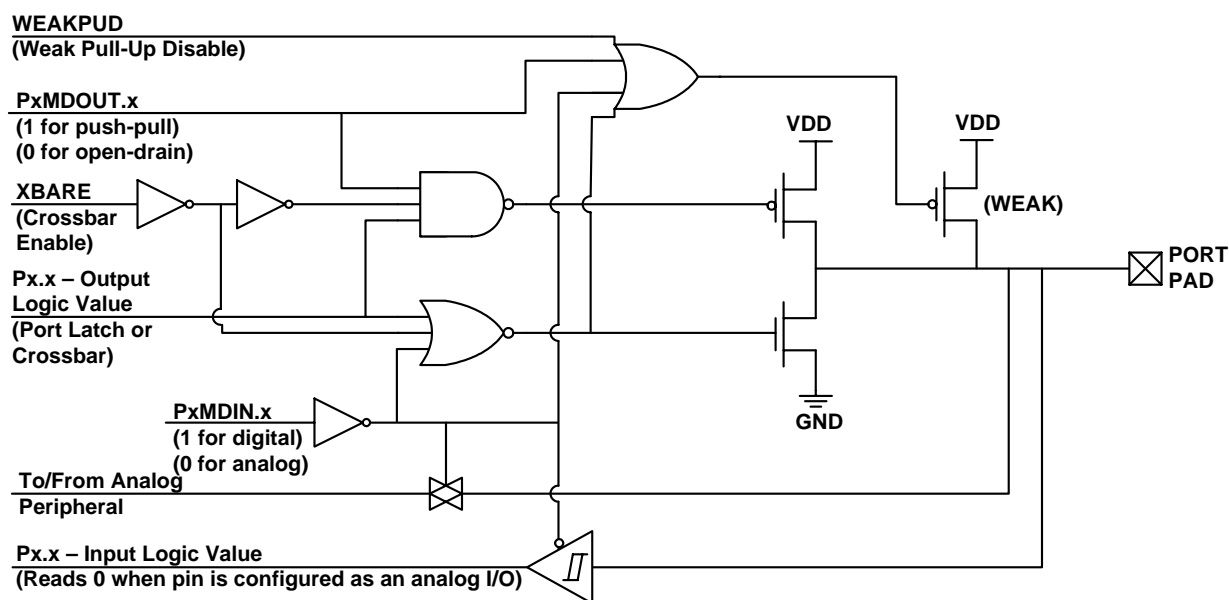 WEAKPUD
(Weak Pull-Up Disable)
PxMDOUT.x
(1 for push-pull)
(0 for open-drain)
XBARE
(Crossbar
Enable)
Px.x – Output
Logic Value
(Port Latch or
Crossbar)
PxMDIN.x
(1 for digital)
(0 for analog)
To/From Analog
Peripheral
Px.x – Input Logic Value
(Reads 0 when pin is configured as an analog I/O)
VDD
VDD
(WEAK)
PORT
PAD
GND